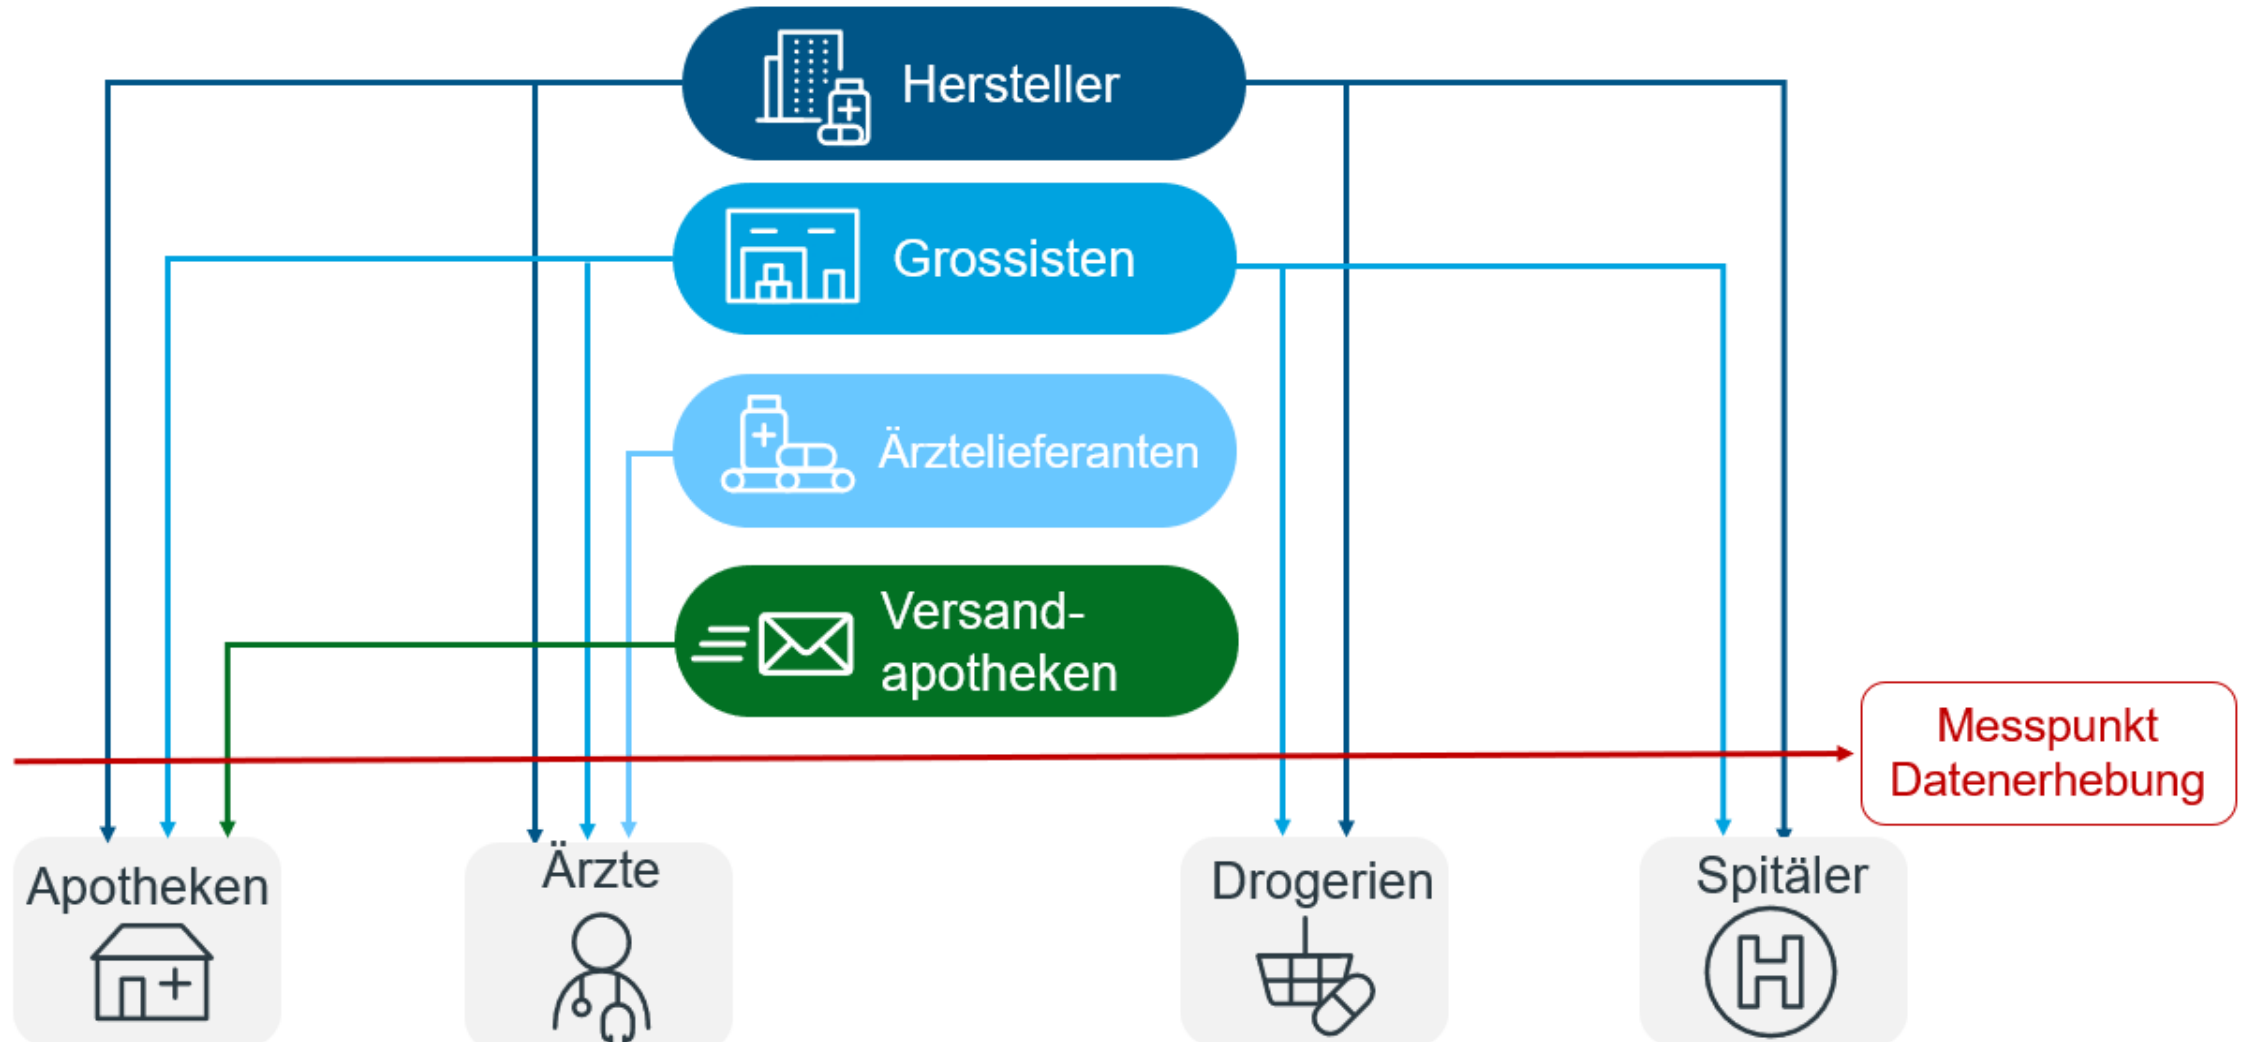 Hersteller
Grossisten
Ärztelieferanten
Versand-
apotheken
Messpunkt
Datenerhebung
Apotheken
Ärzte
Drogerien
Spitäler
H